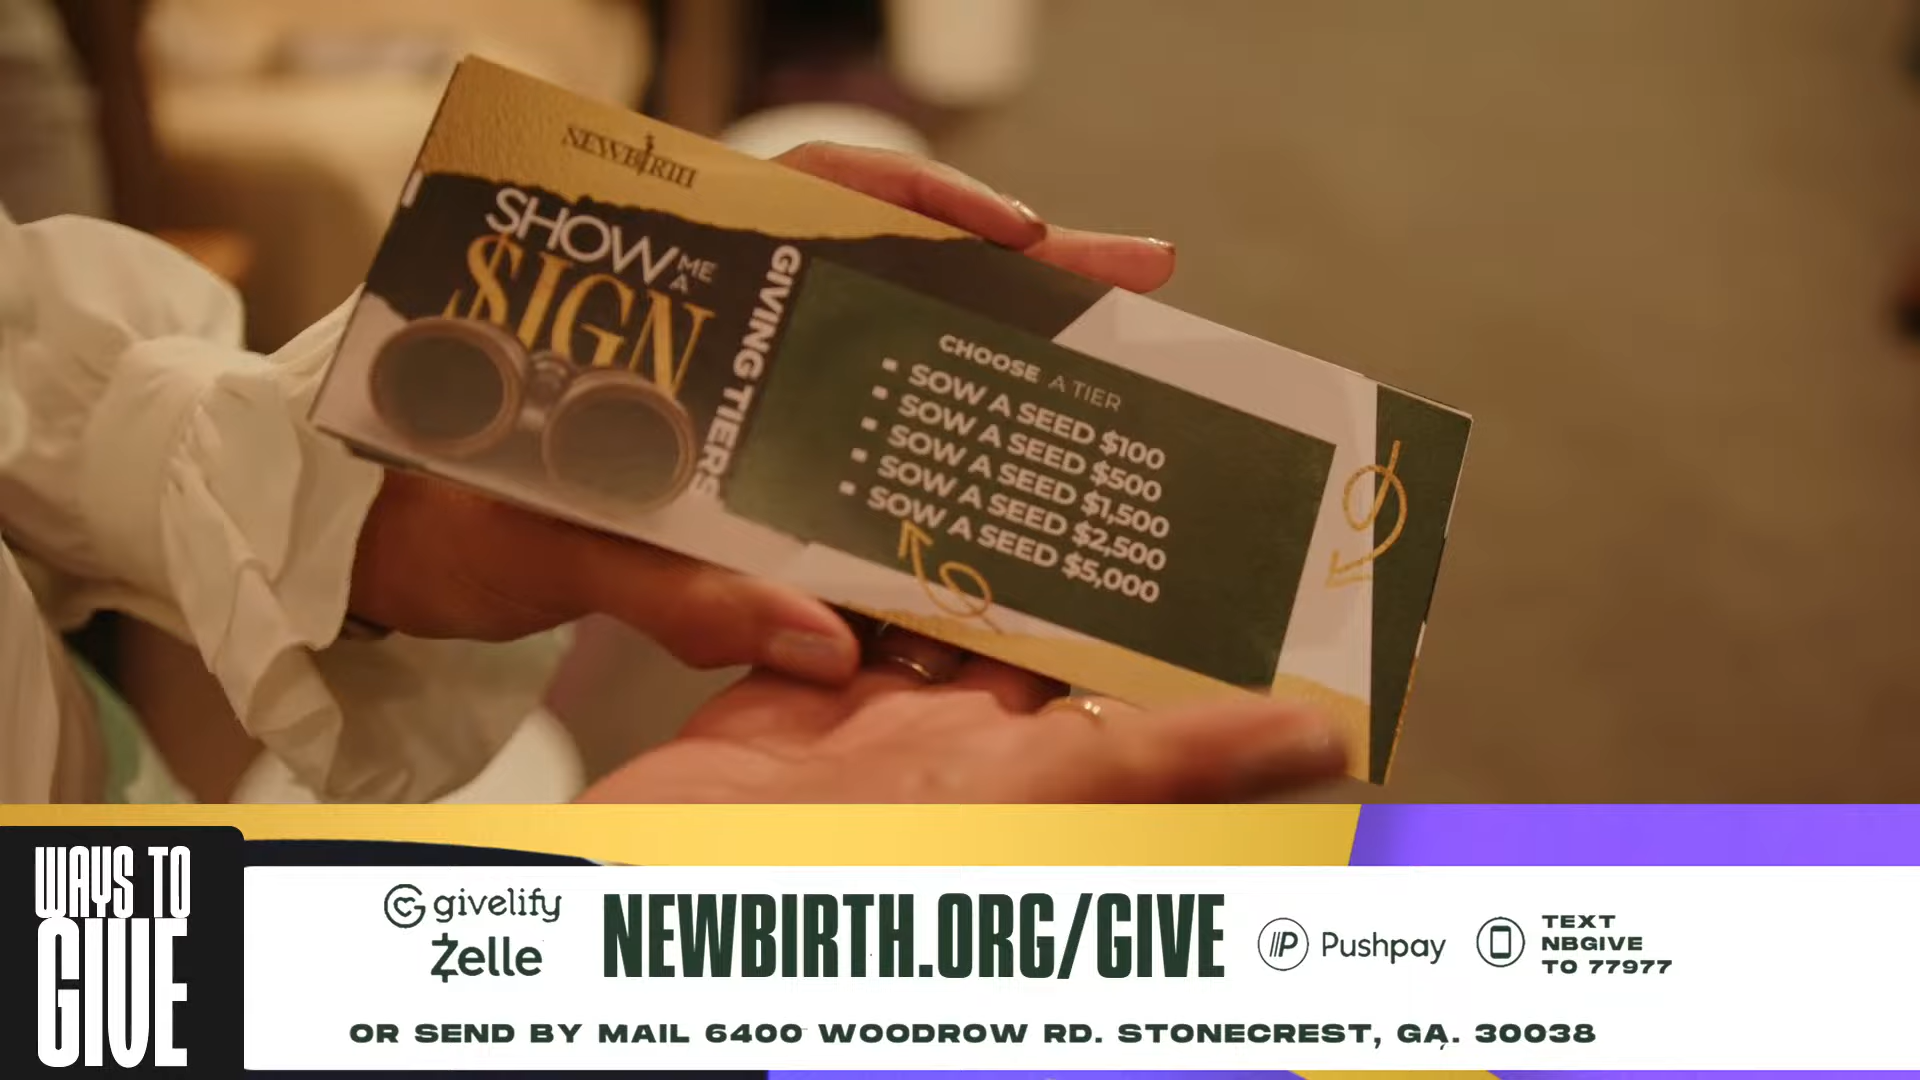 NEWBIRTH
SHOW ME A
$IGN
GIVING TIERS
CHOOSE A TIER
▪ SOW A SEED $100
▪ SOW A SEED $500
▪ SOW A SEED $1,500
▪ SOW A SEED $2,500
▪ SOW A SEED $5,000
WAYS TO
GIVE
givelify
Zelle
NEWBIRTH.ORG/GIVE
Pushpay
TEXT
NBGIVE
TO 77977
OR SEND BY MAIL 6400 WOODROW RD. STONECREST, GA. 30038